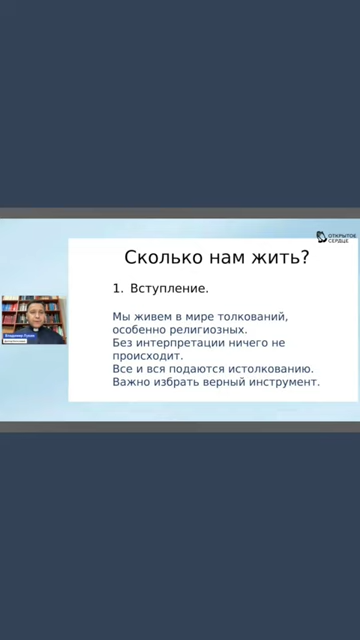 ОТКРЫТОЕ
СЕРДЦЕ
Сколько нам жить?
1. Вступление.
Мы живем в мире толкований,
особенно религиозных.
Без интерпретации ничего не
происходит.
Все и вся подаются истолкованию.
Важно избрать верный инструмент.
Владимир